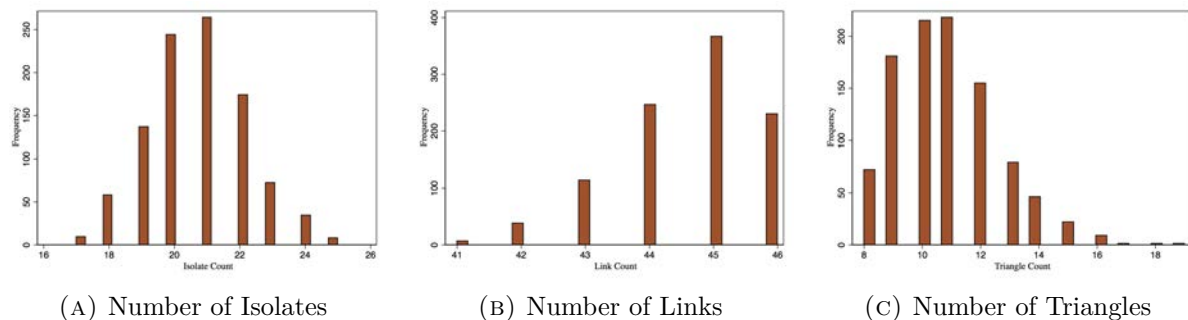 Frequency
0 50 100 150 200 250
16 18 20 22 24 26
Isolate Count
(A) Number of Isolates
Frequency
0 100 200 300 400
41 42 43 44 45 46
Link Count
(B) Number of Links
Frequency
0 50 100 150 200
8 10 12 14 16 18
Triangle Count
(C) Number of Triangles